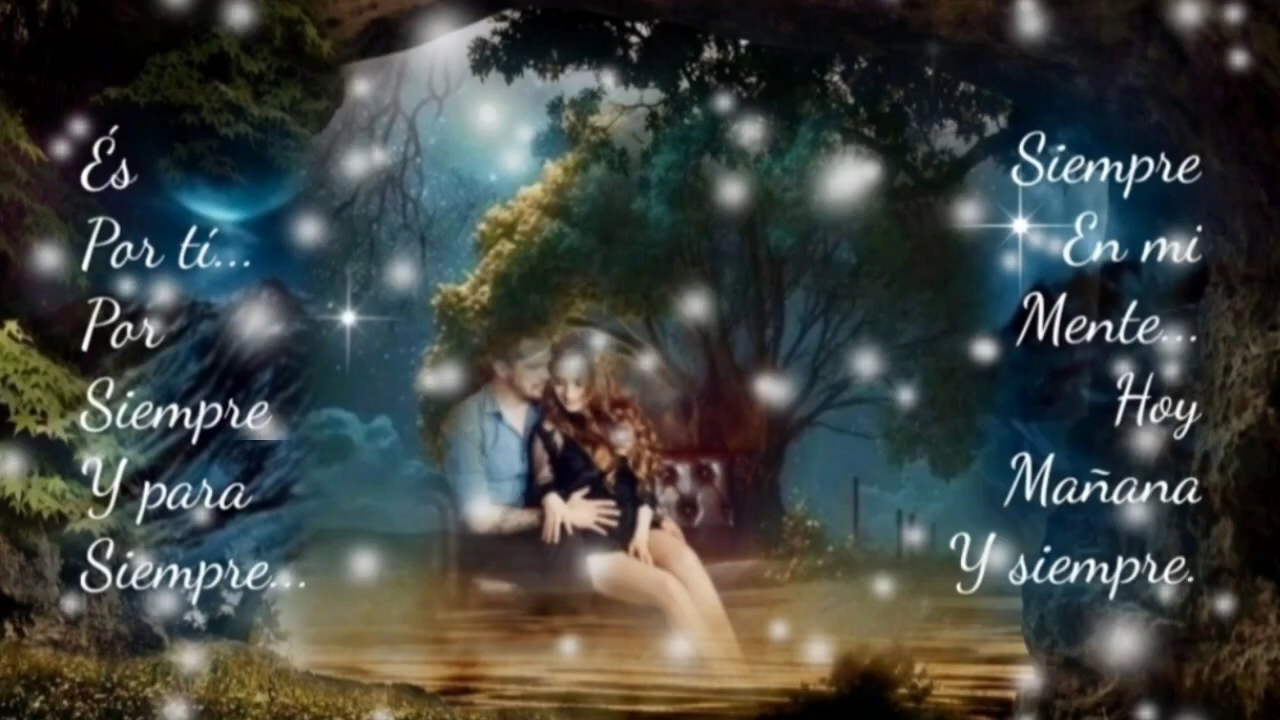 És
Por tí...
Por
Siempre
Y para
Siempre...
Siempre
En mi
Mente...
Hoy
Mañana
Y siempre.